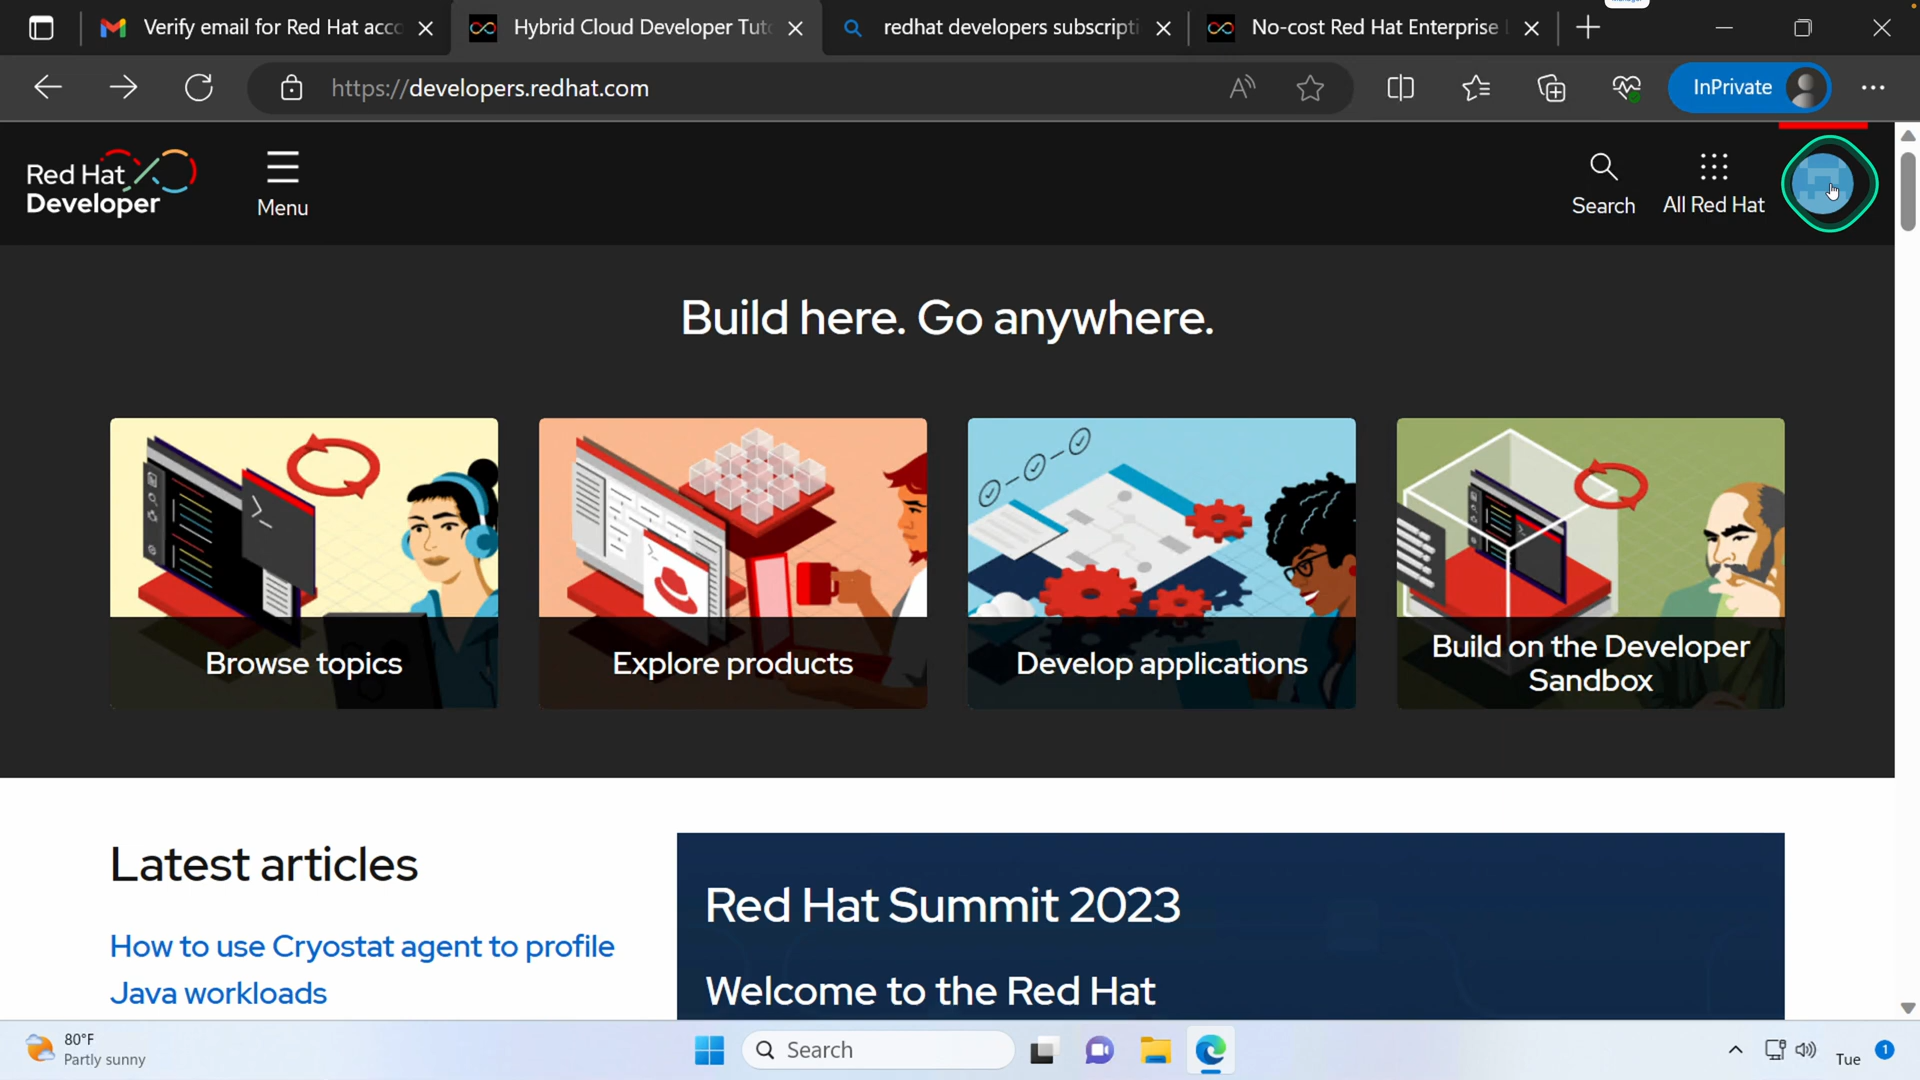 Verify email for Red Hat acco
Hybrid Cloud Developer Tuto
redhat developers subscripti
No-cost Red Hat Enterprise
https://developers.redhat.com
InPrivate
Red Hat
Developer
Menu
Search
All Red Hat
Build here. Go anywhere.
Browse topics
Explore products
Develop applications
Build on the Developer
Sandbox
Latest articles
How to use Cryostat agent to profile
Java workloads
Red Hat Summit 2023
Welcome to the Red Hat
80°F
Partly sunny
Search
Tue
1